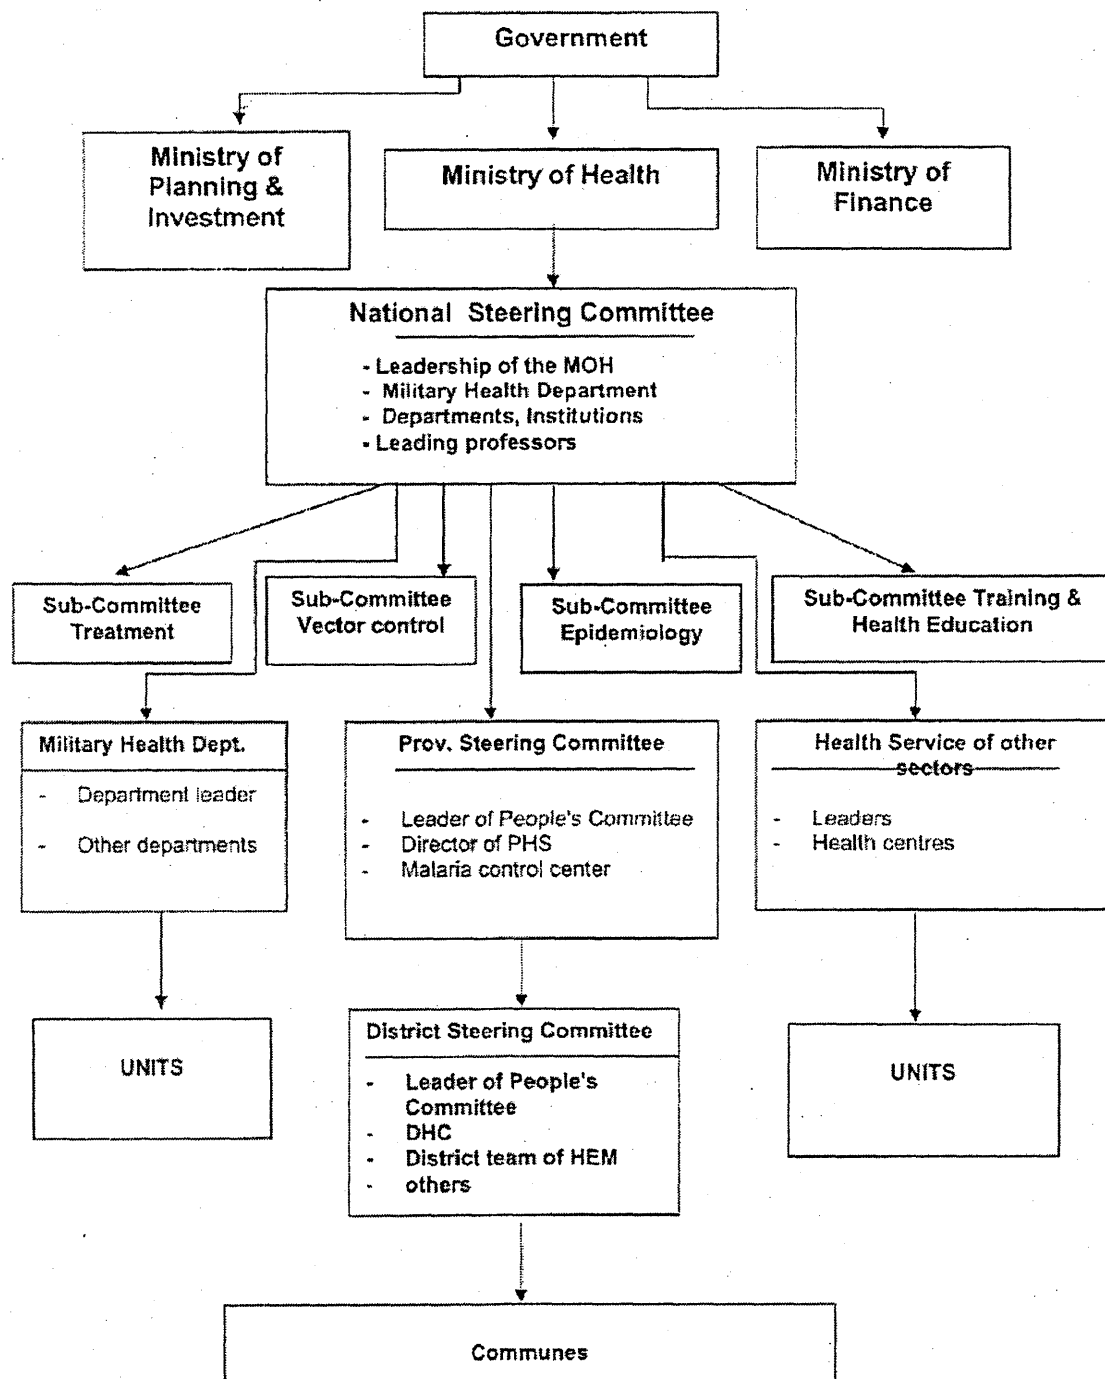 Government
Ministry of
Planning &
Investment
Ministry of Health
Ministry of
Finance
National Steering Committee
- Leadership of the MOH
- Military Health Department
- Departments, Institutions
- Leading professors
Sub-Committee
Treatment
Sub-Committee
Vector control
Sub-Committee
Epidemiology
Sub-Committee Training &
Health Education
Military Health Dept.
- Department leader
- Other departments
Prov. Steering Committee
- Leader of People's Committee
- Director of PHS
- Malaria control center
Health Service of other
sectors
- Leaders
- Health centres
UNITS
District Steering Committee
- Leader of People's
Committee
- DHC
- District team of HEM
- others
UNITS
Communes